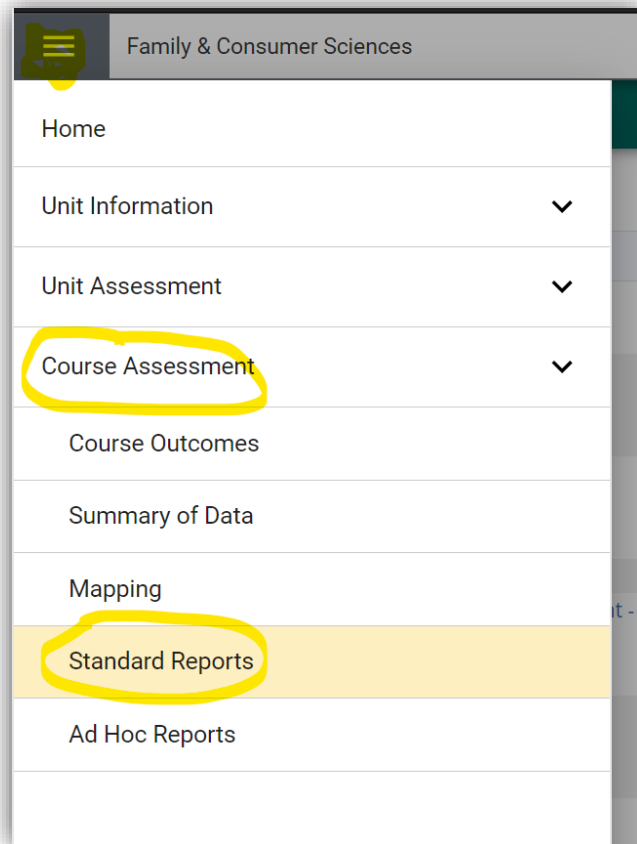 Family & Consumer Sciences
Home
Unit Information
Unit Assessment
Course Assessment
Course Outcomes
Summary of Data
Mapping
Standard Reports
Ad Hoc Reports